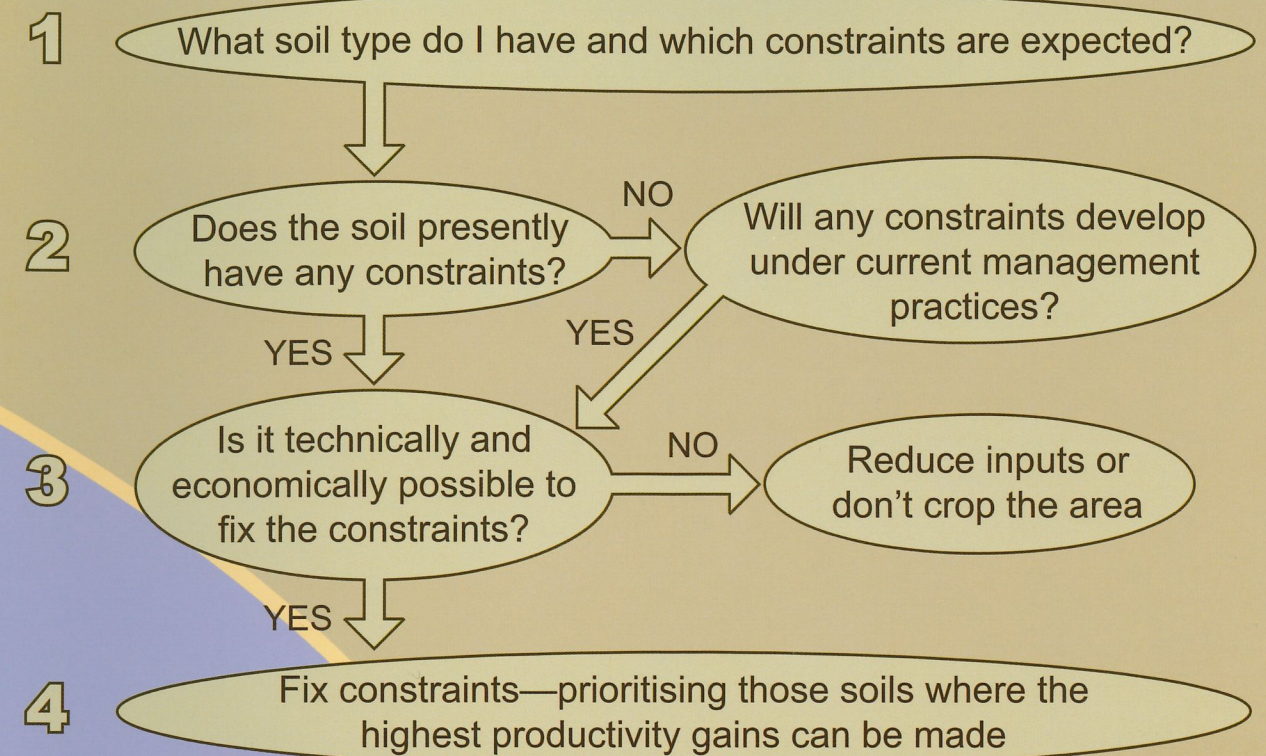 1
What soil type do I have and which constraints are expected?
2
Does the soil presently
have any constraints?
NO
Will any constraints develop
under current management
practices?
YES
YES
3
Is it technically and
economically possible to
fix the constraints?
NO
Reduce inputs or
don’t crop the area
YES
4
Fix constraints—prioritising those soils where the
highest productivity gains can be made